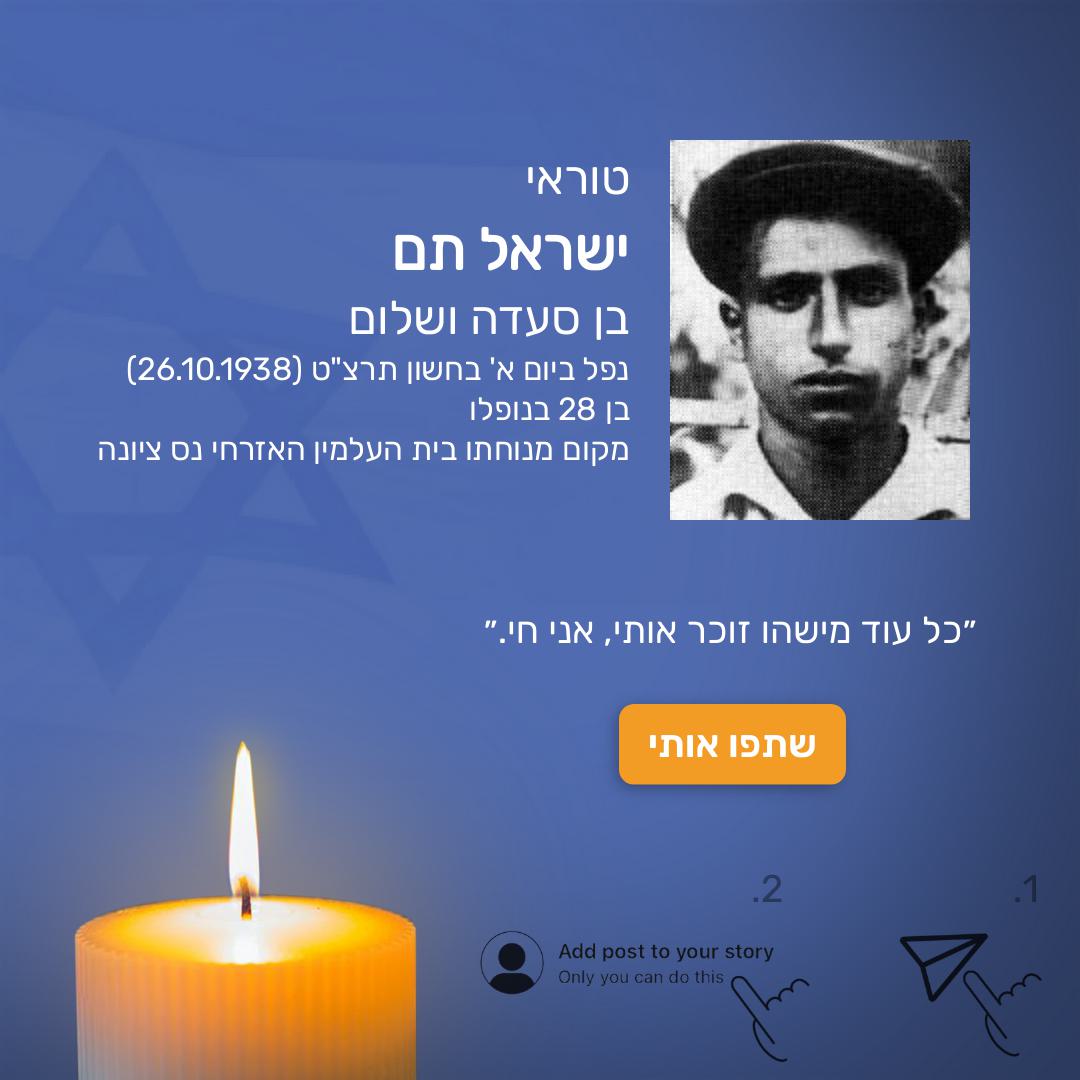 טוראי
ישראל תם
בן סעדה ושלום
נפל ביום א' בחשון תרצ"ט (26.10.1938)
בן 28 בנופלו
מקום מנוחתו בית העלמין האזרחי נס ציונה
״כל עוד מישהו זוכר אותי, אני חי.״
שתפו אותי
.1
.2
Add post to your story
Only you can do this